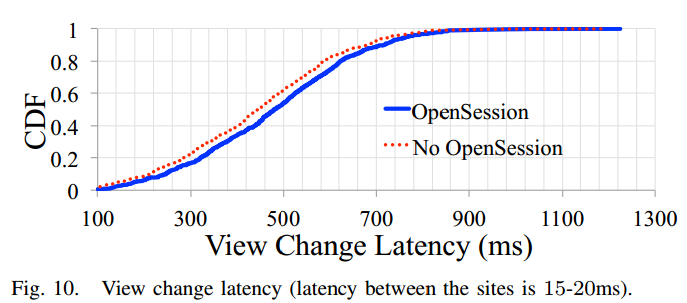 1
0.8
0.6
0.4
0.2
0
CDF
OpenSession
No OpenSession
100 300 500 700 900 1100 1300
View Change Latency (ms)
Fig. 10. View change latency (latency between the sites is 15-20ms).